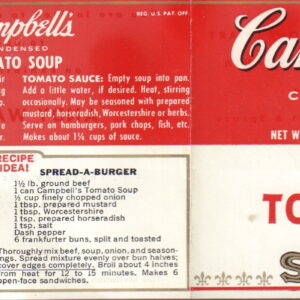 Campbell's
REG. U.S. PAT. OFF.
CONDENSED
TOMATO SOUP
TOMATO SAUCE: Empty soup into pan.
Add a little water, if desired. Heat, stirring
occasionally. May be seasoned with prepared
mustard, horseradish, Worcestershire or herbs.
Serve on hamburgers, pork chops, fish, etc.
Makes about 1¼ cups of sauce.
RECIPE
IDEA!
SPREAD-A-BURGER
1½ lb. ground beef
1 can Campbell's Tomato Soup
⅓ cup finely chopped onion
1 tbsp. prepared mustard
1 tbsp. Worcestershire
1 tsp. prepared horseradish
1 tsp. salt
Dash pepper
6 frankfurter buns, split and toasted
Thoroughly mix beef, soup, onion, and season-
ings. Spread mixture evenly over bun halves;
cover edges completely. Broil about 4 inches
from heat for 12 to 15 minutes. Makes 6
open-face sandwiches.
Ca
C
NET W
TO
S